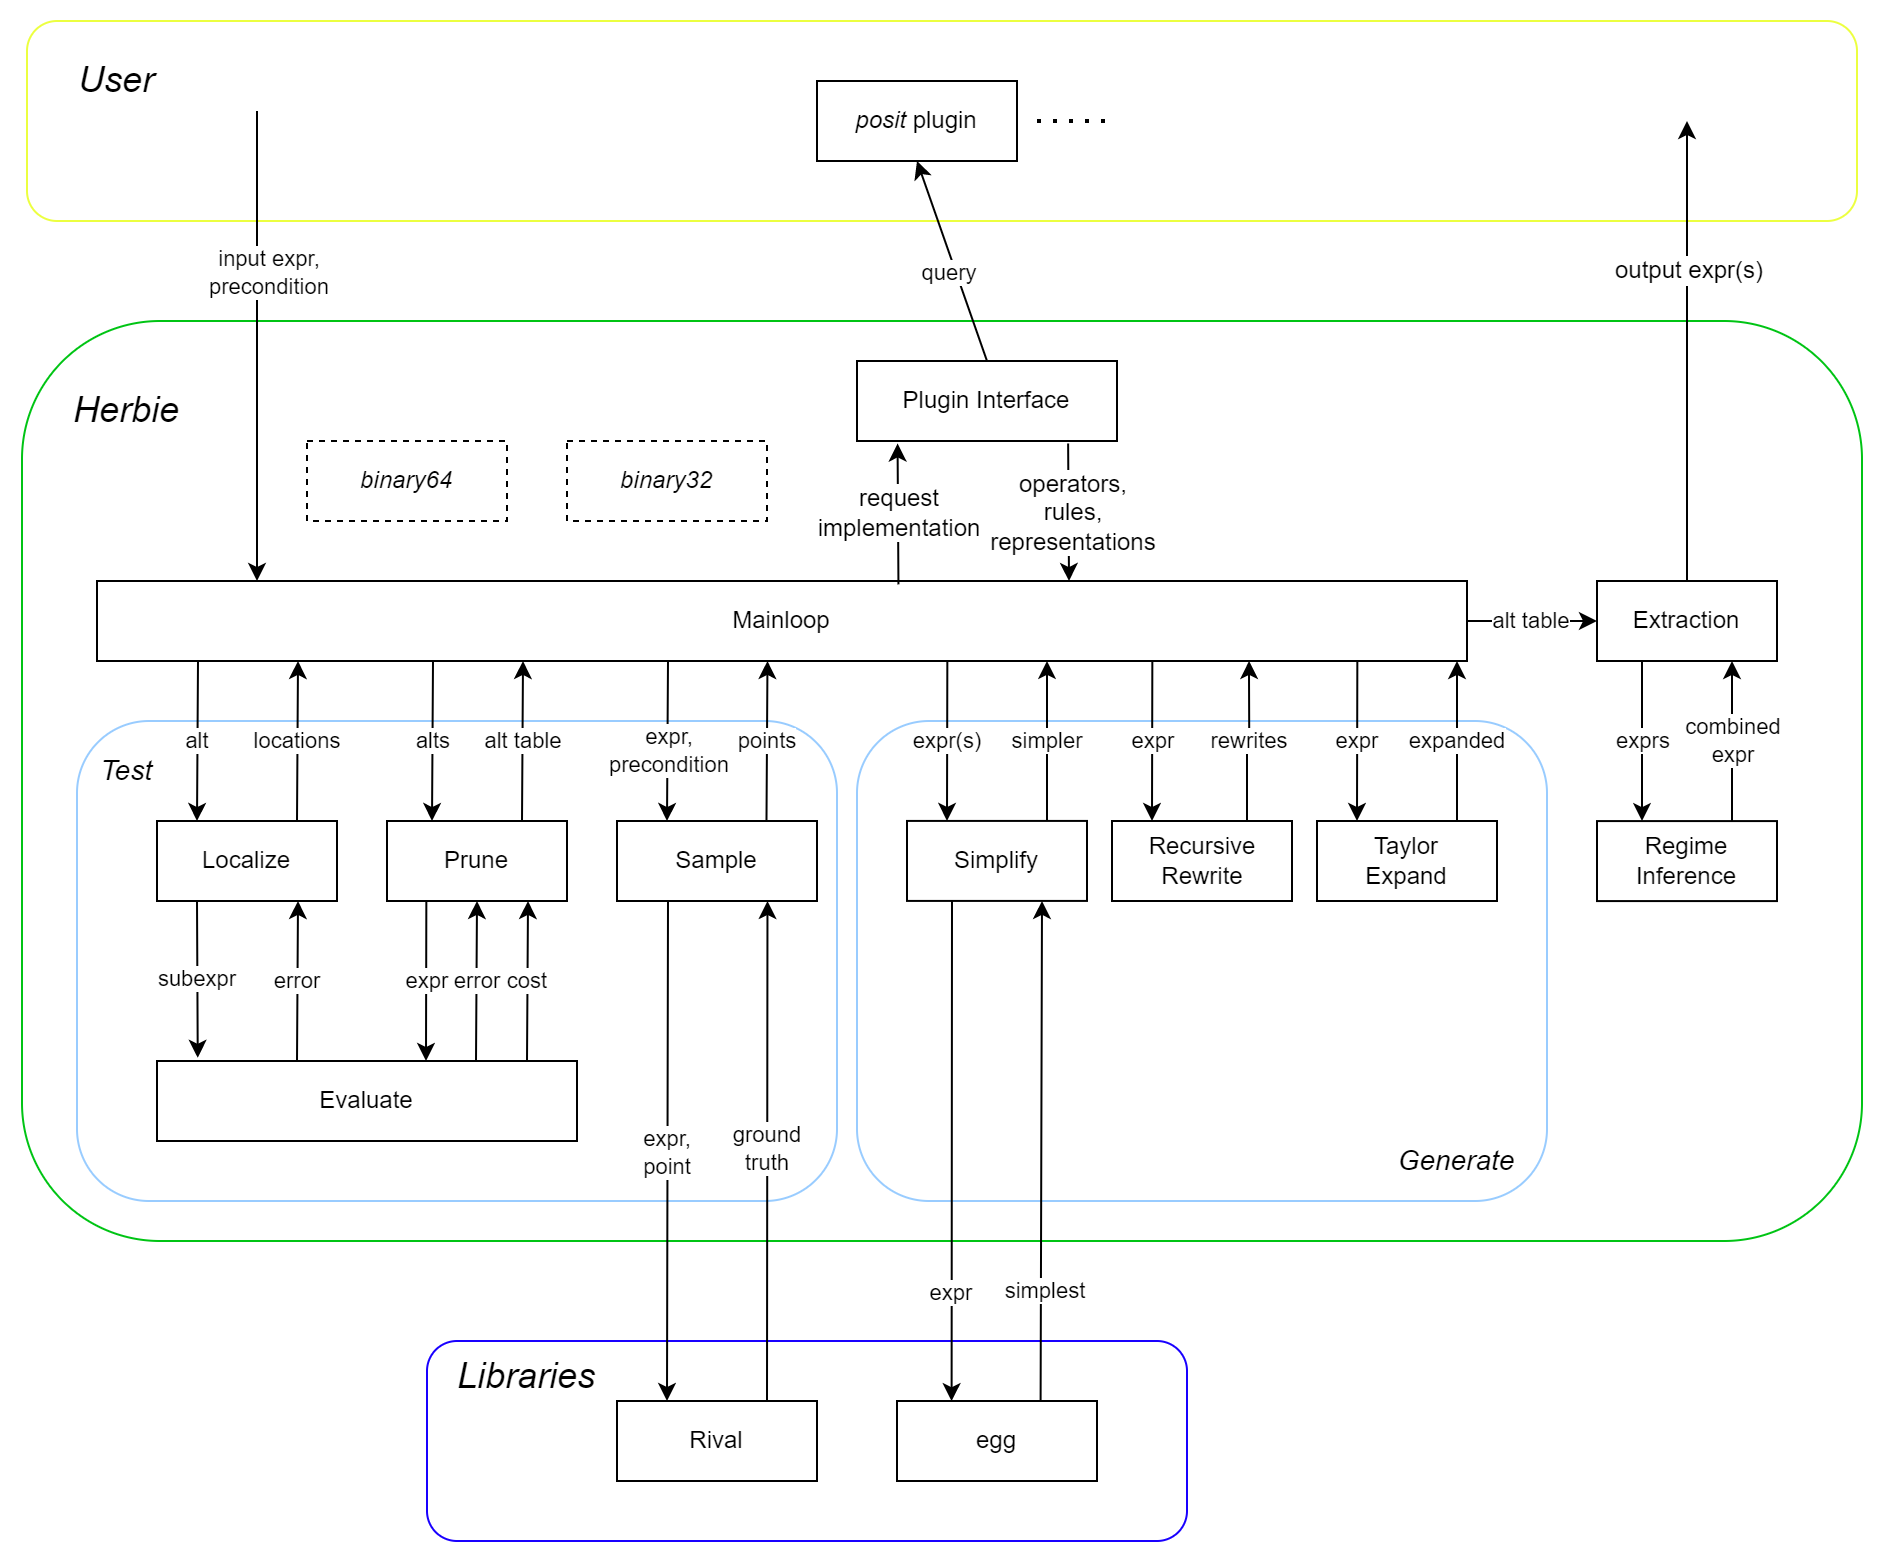 User
posit plugin
input expr,
precondition
query
output expr(s)
Herbie
Plugin Interface
binary64
binary32
request
implementation
operators,
rules,
representations
Mainloop
alt table
Extraction
Test
alt
locations
alts
alt table
expr,
precondition
points
expr(s)
simpler
expr
rewrites
expr
expanded
exprs
combined
expr
Localize
Prune
Sample
Simplify
Recursive
Rewrite
Taylor
Expand
Regime
Inference
subexpr
error
expr
error
cost
Evaluate
expr,
point
ground
truth
Generate
expr
simplest
Libraries
Rival
egg